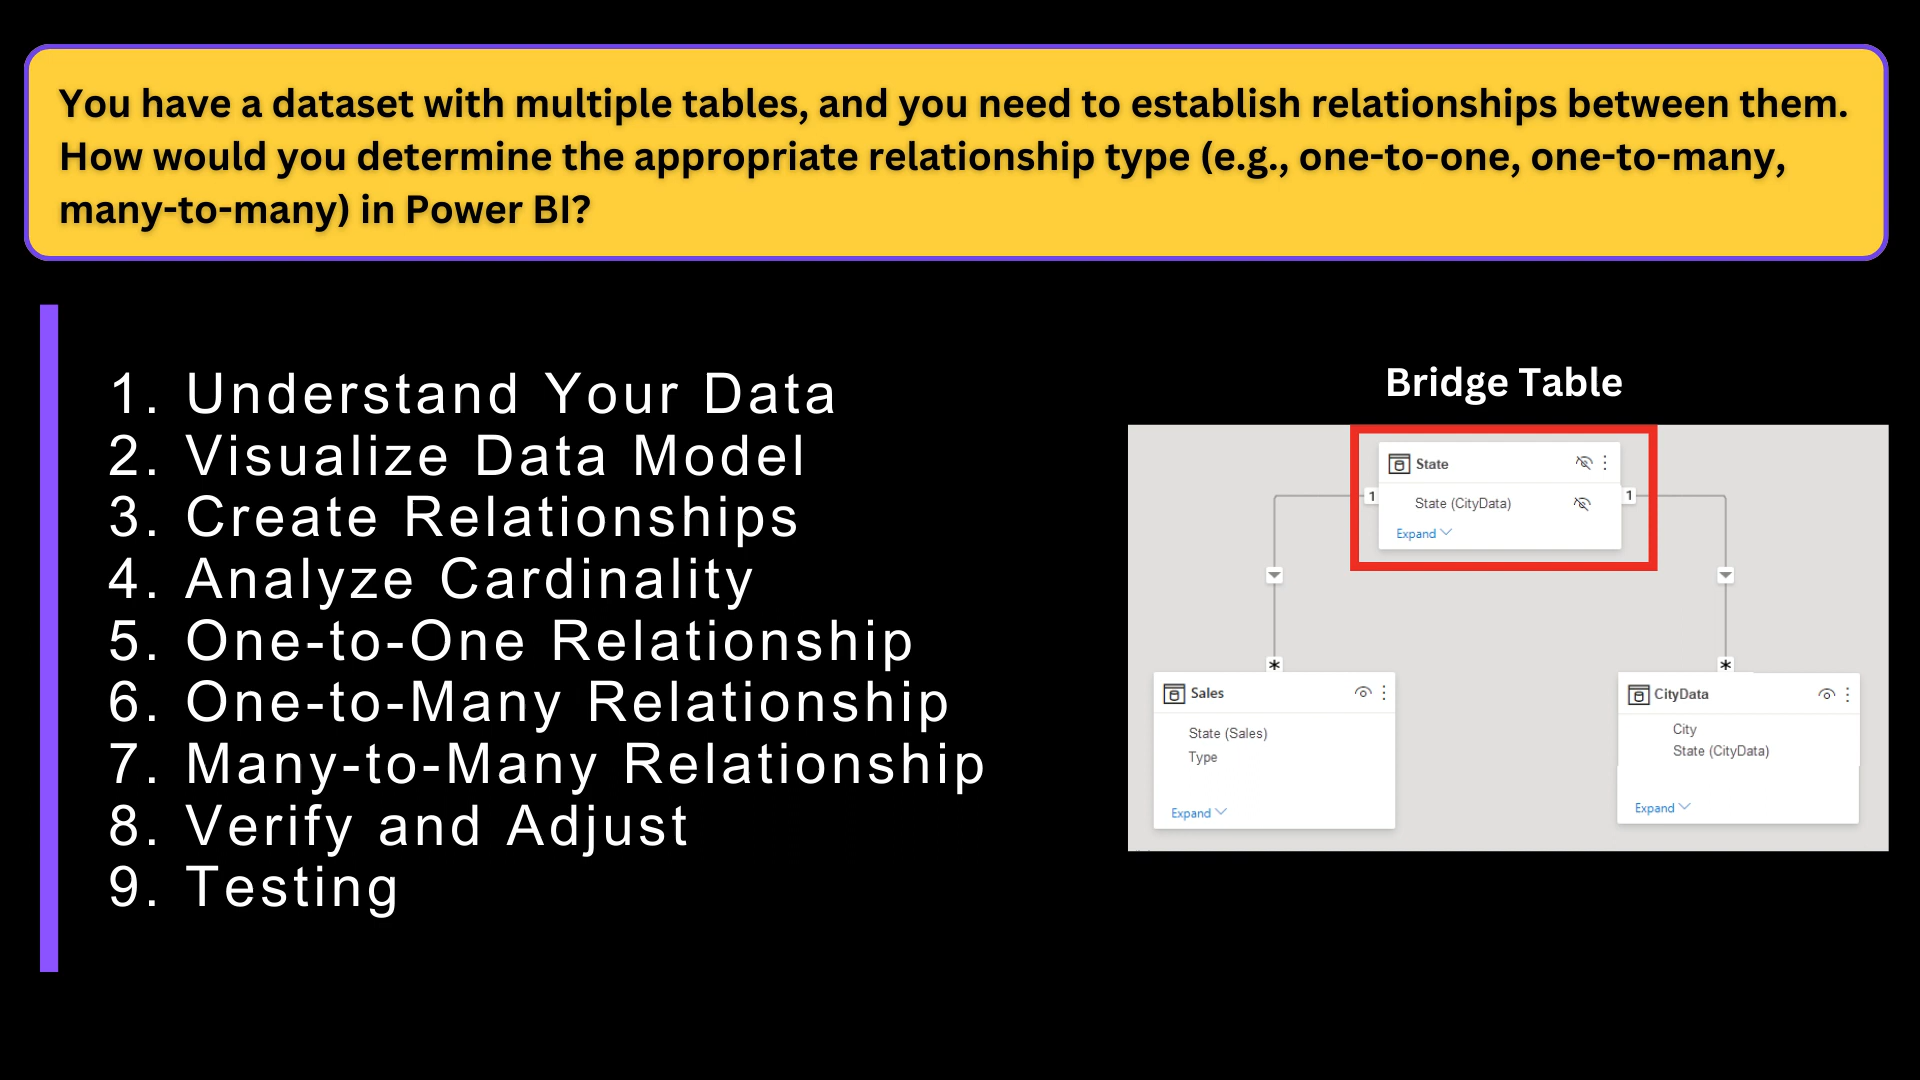 You have a dataset with multiple tables, and you need to establish relationships between them.
How would you determine the appropriate relationship type (e.g., one-to-one, one-to-many,
many-to-many) in Power BI?
1. Understand Your Data
2. Visualize Data Model
3. Create Relationships
4. Analyze Cardinality
5. One-to-One Relationship
6. One-to-Many Relationship
7. Many-to-Many Relationship
8. Verify and Adjust
9. Testing
Bridge Table
State
1
1
State (CityData)
Expand
*
*
Sales
State (Sales)
Type
Expand
CityData
City
State (CityData)
Expand